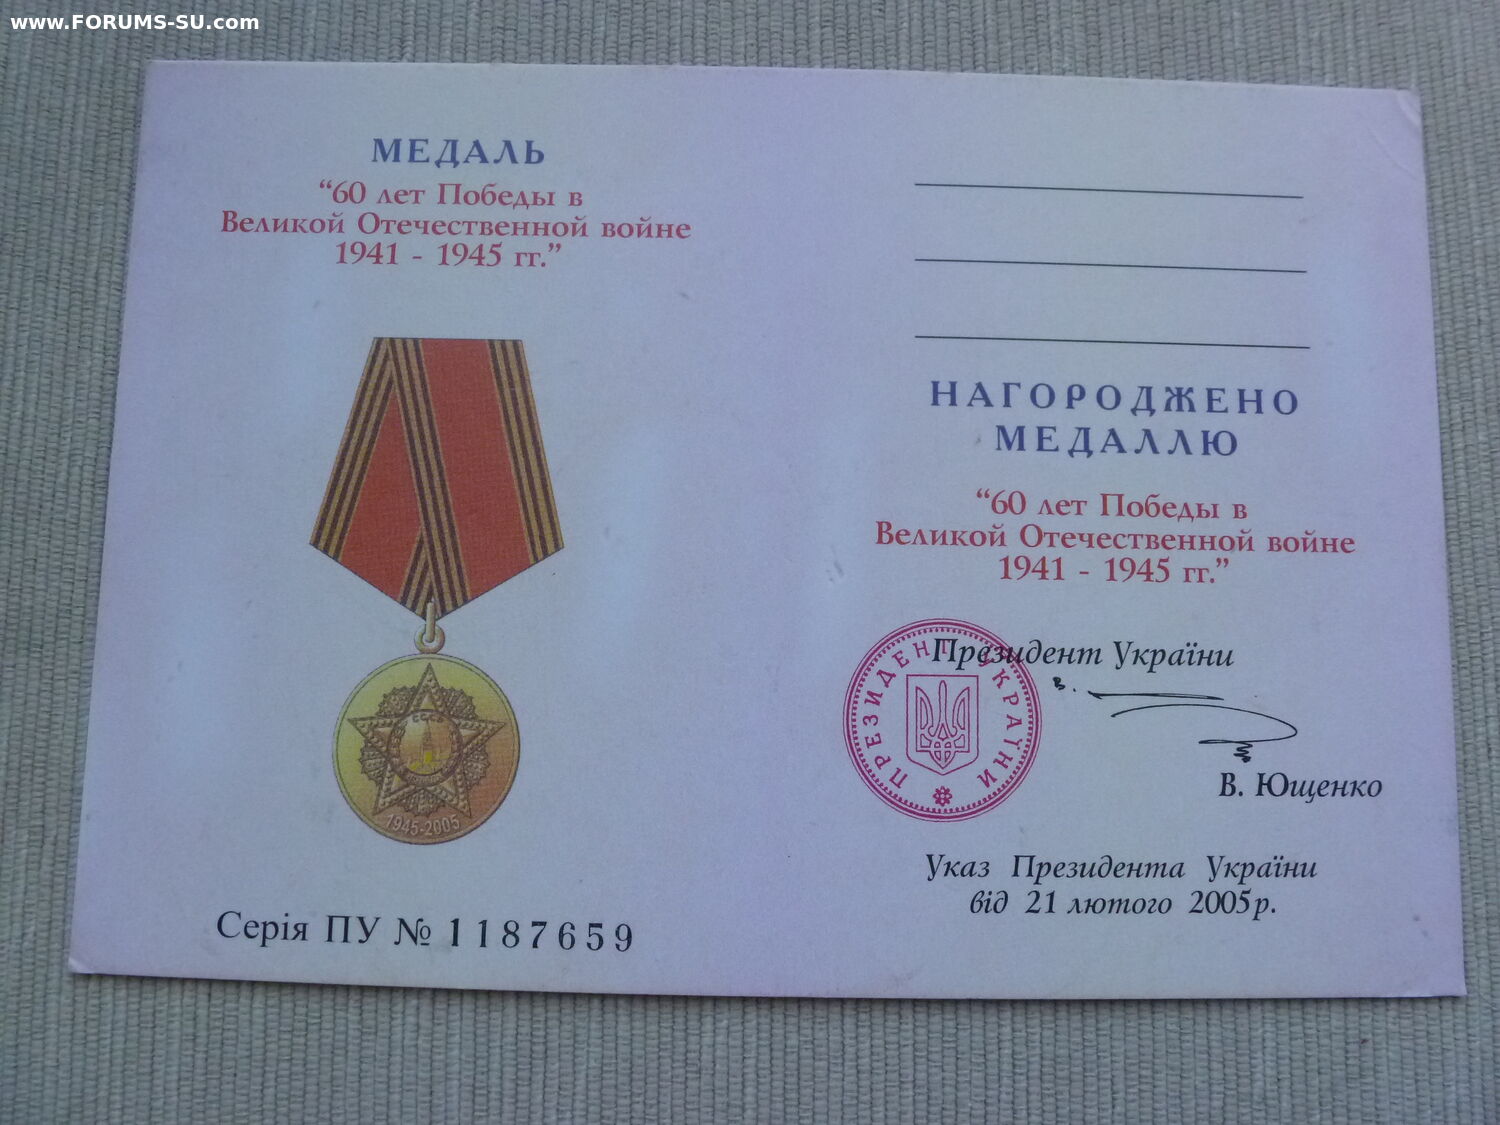 www.FORUMS-SU.com
МЕДАЛЬ
“60 лет Победы в
Великой Отечественной войне
1941 - 1945 гг.”
СССР
1945-2005
Серія ПУ № 1187659
НАГОРОДЖЕНО
МЕДАЛЛЮ
“60 лет Победы в
Великой Отечественной войне
1941 - 1945 гг.”
Президент України
ПРЕЗИДЕНТ УКРАЇНИ
В. Ющенко
Указ Президента України
від 21 лютого 2005р.